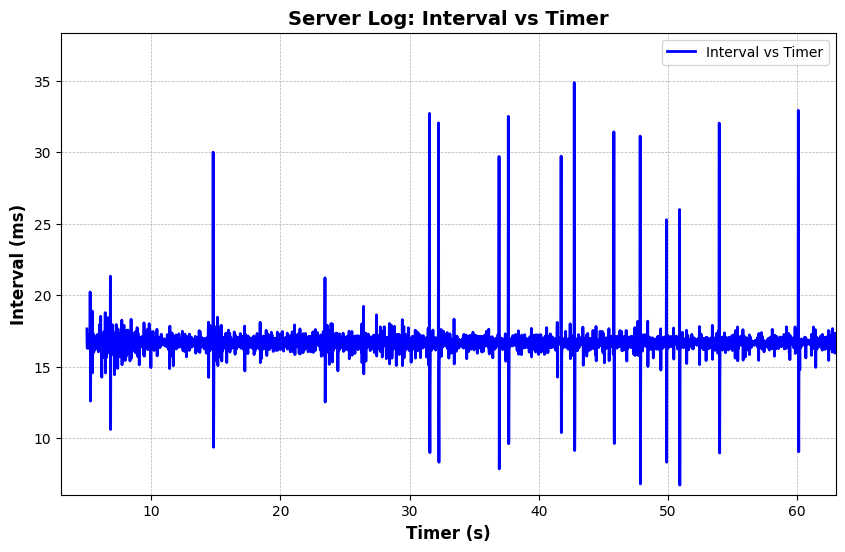 Server Log: Interval vs Timer
Interval vs Timer
35
30
25
20
15
10
Interval (ms)
10 20 30 40 50 60
Timer (s)